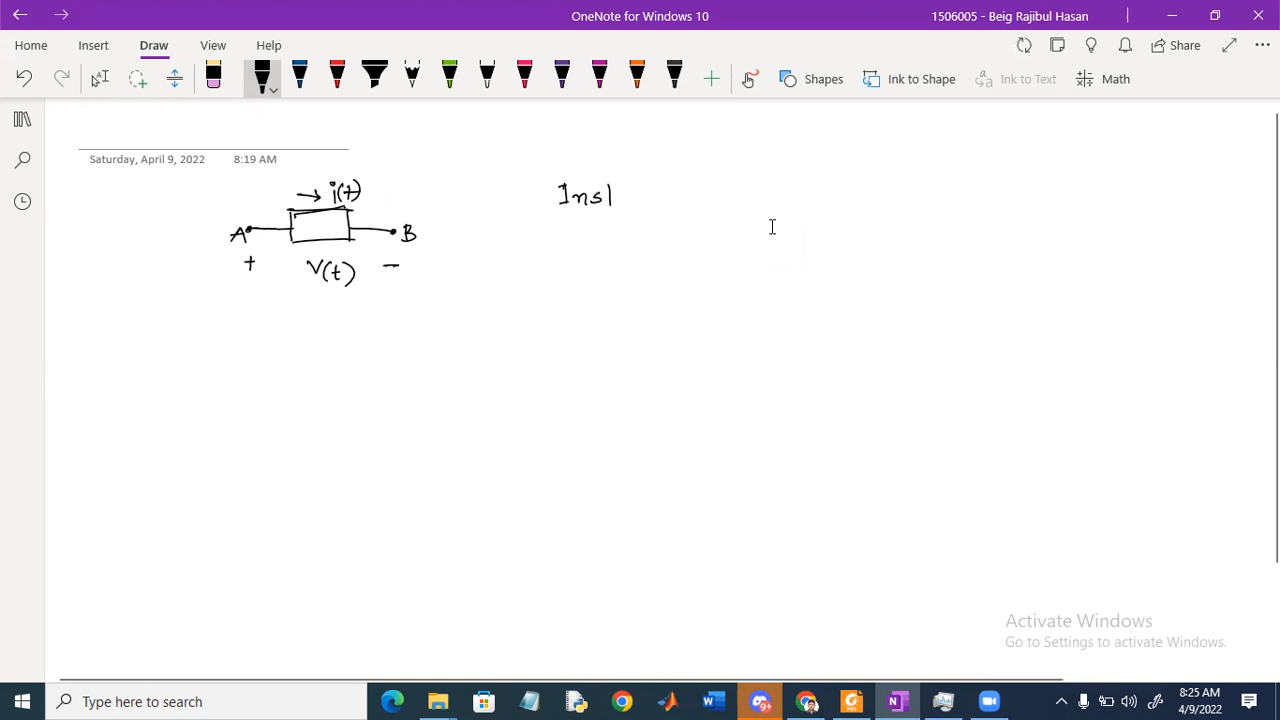 OneNote for Windows 10
1506005 - Beig Rajibul Hasan
Home Insert Draw View Help
Share
Shapes
Ink to Shape
Ink to Text
Math
Saturday, April 9, 2022 8:19 AM
→ i(t)
A B
+ V(t) −
Insl
Activate Windows
Go to Settings to activate Windows.
Type here to search
9+
8:25 AM
4/9/2022